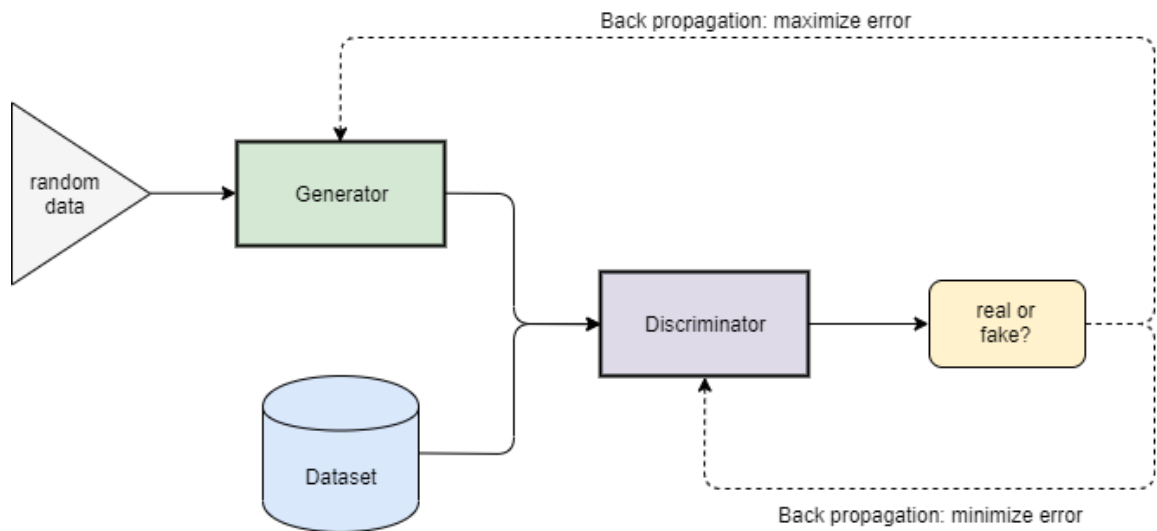 Back propagation: maximize error
random
data
Generator
Discriminator
real or
fake?
Dataset
Back propagation: minimize error